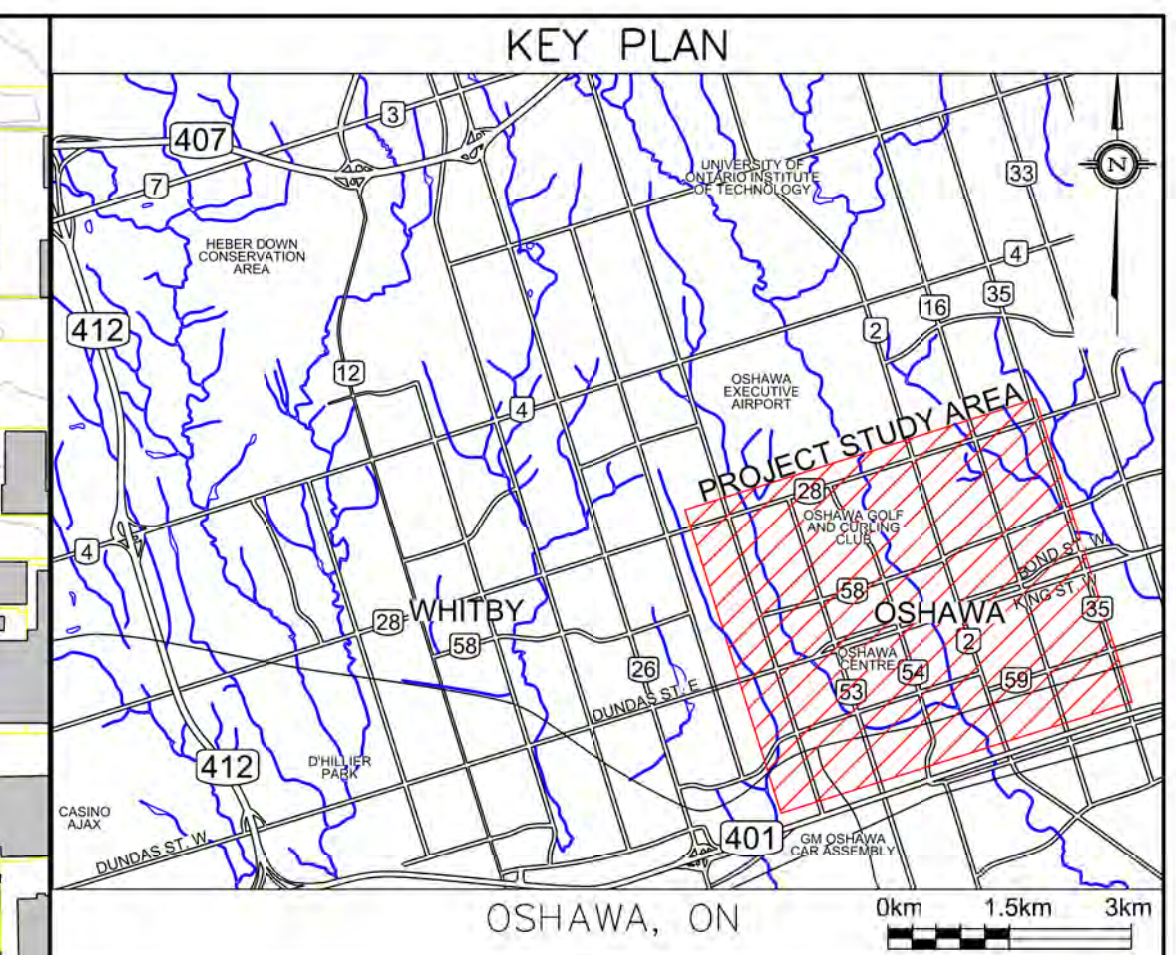 KEY PLAN
407
3
7
UNIVERSITY OF
ONTARIO INSTITUTE
OF TECHNOLOGY
33
N
HEBER DOWN
CONSERVATION
AREA
4
412
16
35
2
12
OSHAWA
EXECUTIVE
AIRPORT
4
PROJECT STUDY AREA
28
OSHAWA GOLF
AND CURLING
CLUB
4
BOND ST. W.
58
KING ST. W
WHITBY
28
OSHAWA
35
58
2
26
OSHAWA
CENTRE
54
59
53
DUNDAS ST. E
412
D'HILLIER
PARK
CASINO
AJAX
401
GM OSHAWA
CAR ASSEMBLY
DUNDAS ST. W.
OSHAWA, ON
0km 1.5km 3km